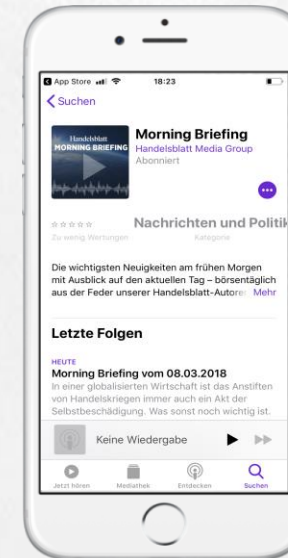 App Store 18:23
Suchen
Handelsblatt
MORNING BRIEFING
Morning Briefing
Handelsblatt Media Group
Abonniert
Nachrichten und Politik
Zu wenig Wertungen
Kategorie
Die wichtigsten Neuigkeiten am frühen Morgen
mit Ausblick auf den aktuellen Tag – börsentäglich
aus der Feder unserer Handelsblatt-Autore Mehr
Letzte Folgen
HEUTE
Morning Briefing vom 08.03.2018
In einer globalisierten Wirtschaft ist das Anstiften
von Handelskriegen immer auch ein Akt der
Selbstbeschädigung. Was sonst noch wichtig ist.
Keine Wiedergabe
Jetzt hören Mediathek Entdecken Suchen